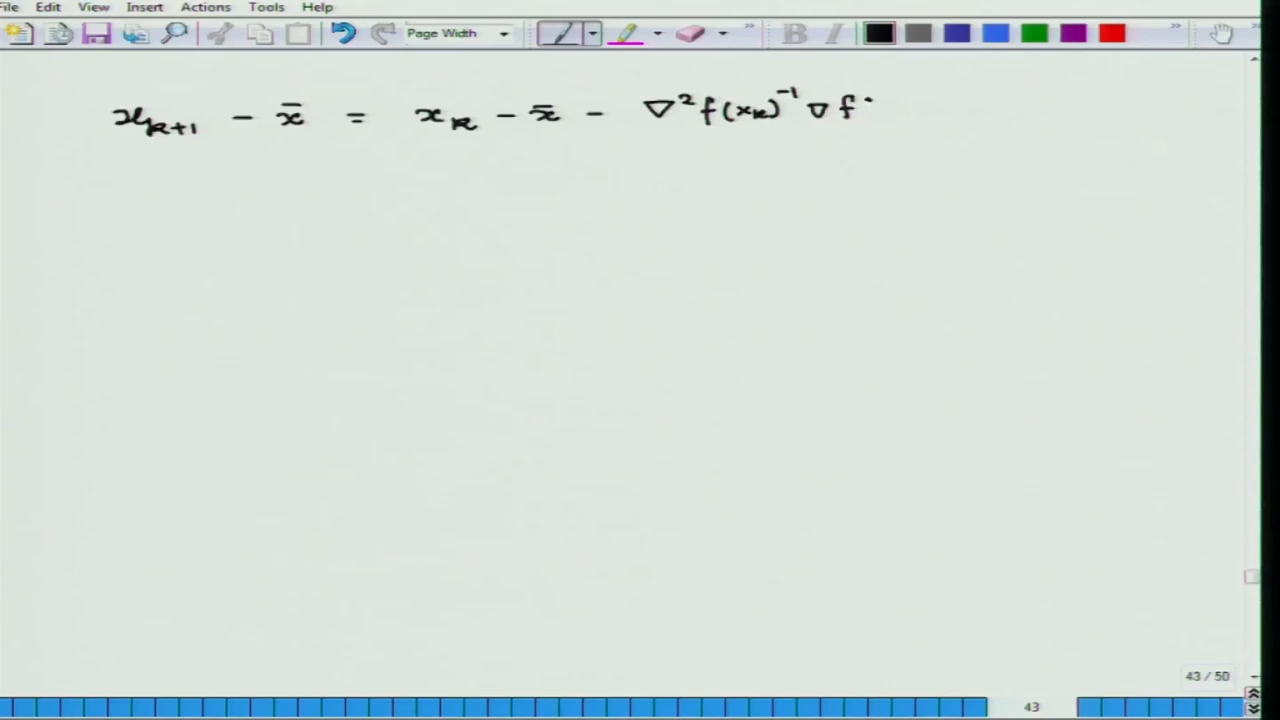 File Edit View Insert Actions Tools Help
Page Width
B I
x_{k+1} - x̄ = x_k - x̄ - ∇²f(x_k)⁻¹ ∇f
43 / 50
43